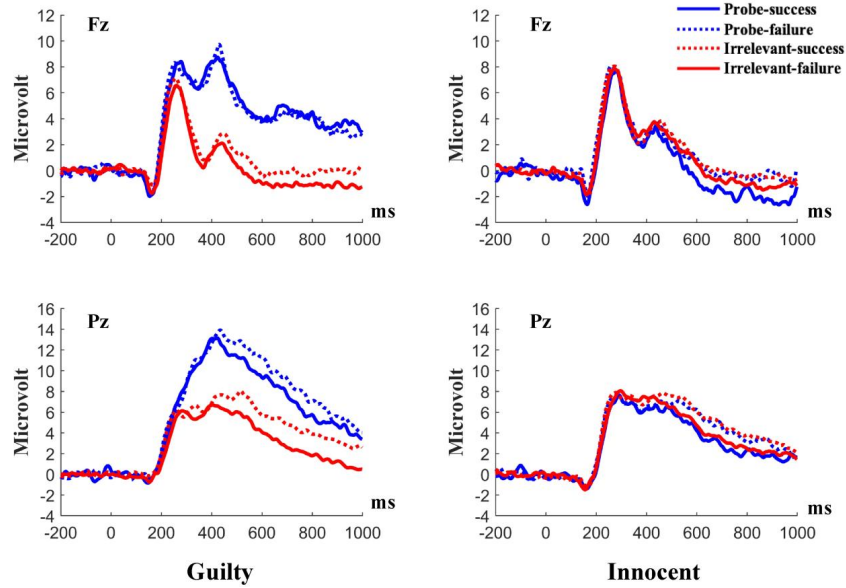 Fz
Microvolt
12
10
8
6
4
2
0
-2
-4
-200 0 200 400 600 800 1000
ms
Fz
Microvolt
12
10
8
6
4
2
0
-2
-4
-200 0 200 400 600 800 1000
ms
Probe-success
Probe-failure
Irrelevant-success
Irrelevant-failure
Pz
Microvolt
16
14
12
10
8
6
4
2
0
-2
-4
-200 0 200 400 600 800 1000
ms
Guilty
Pz
Microvolt
16
14
12
10
8
6
4
2
0
-2
-4
-200 0 200 400 600 800 1000
ms
Innocent